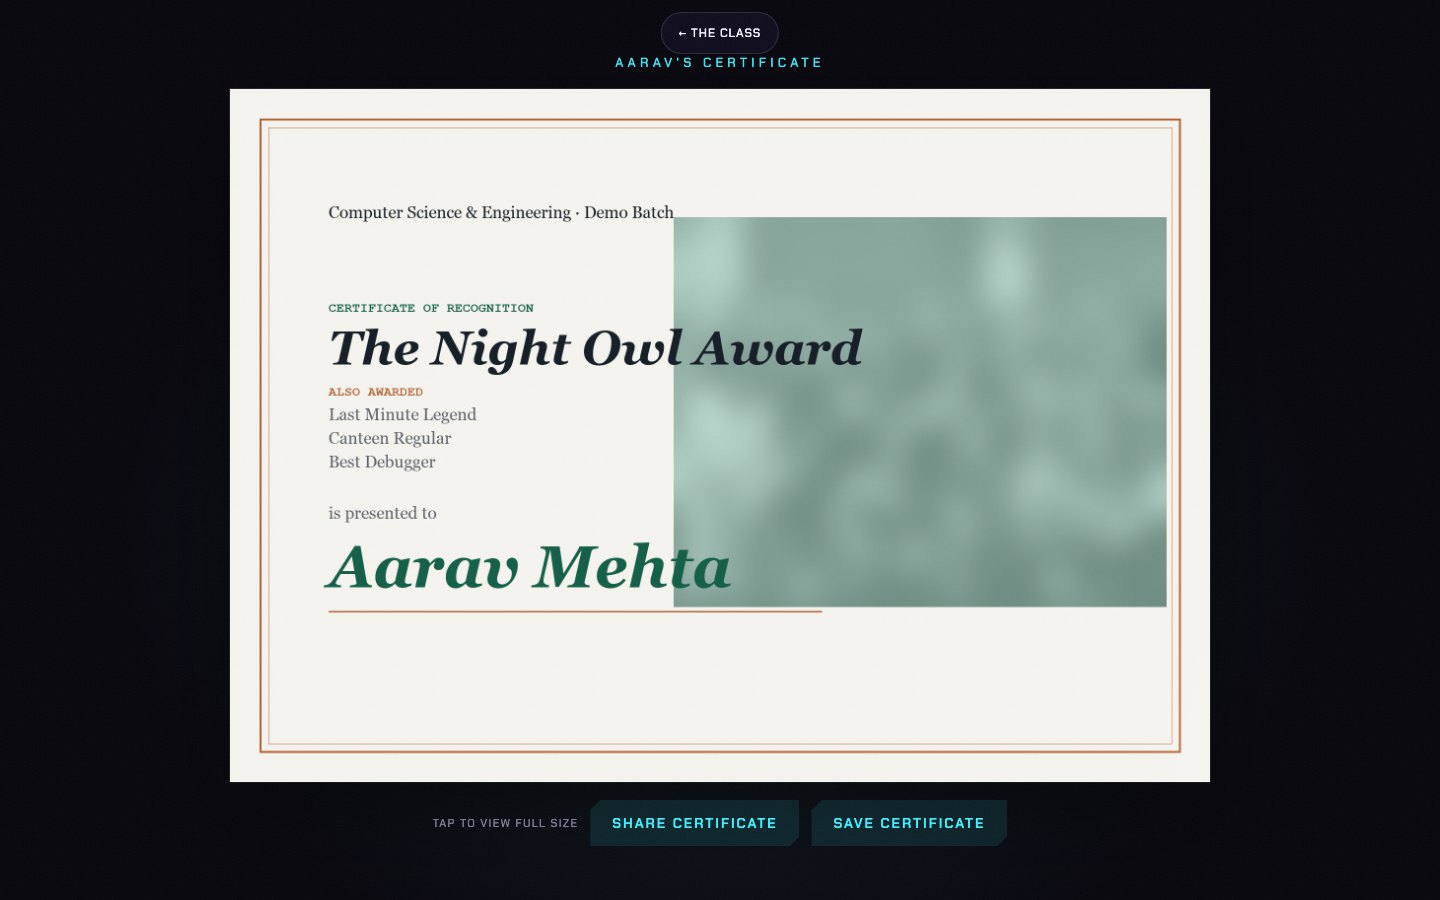 ← THE CLASS
AARAV'S CERTIFICATE
Computer Science & Engineering · Demo Batch
CERTIFICATE OF RECOGNITION
The Night Owl Award
ALSO AWARDED
Last Minute Legend
Canteen Regular
Best Debugger
is presented to
Aarav Mehta
TAP TO VIEW FULL SIZE
SHARE CERTIFICATE
SAVE CERTIFICATE